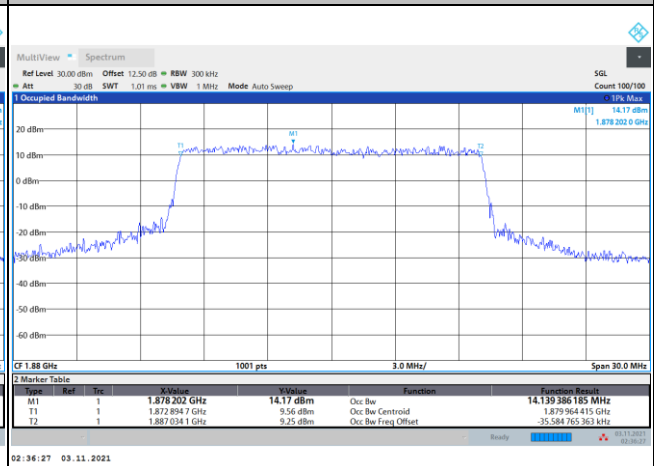 MultiView Spectrum
Ref Level 30.00 dBm Offset 12.50 dB RBW 300 kHz SGL
Att 30 dB SWT 1.01 ms VBW 1 MHz Mode Auto Sweep Count 100/100
1 Occupied Bandwidth 1Pk Max
M1[1] 14.17 dBm
1.878 202 0 GHz
20 dBm
M1
T1 T2
10 dBm
0 dBm
-10 dBm
-20 dBm
-30 dBm
-40 dBm
-50 dBm
-60 dBm
CF 1.88 GHz 1001 pts 3.0 MHz/ Span 30.0 MHz
2 Marker Table
Type Ref Trc X-Value Y-Value Function Function Result
M1 1 1.878 202 GHz 14.17 dBm Occ Bw 14.139 386 185 MHz
T1 1 1.872 894 7 GHz 9.56 dBm Occ Bw Centroid 1.879 964 415 GHz
T2 1 1.887 034 1 GHz 9.25 dBm Occ Bw Freq Offset -35.584 765 363 kHz
Ready 03.11.2021
02:36:27
02:36:27 03.11.2021